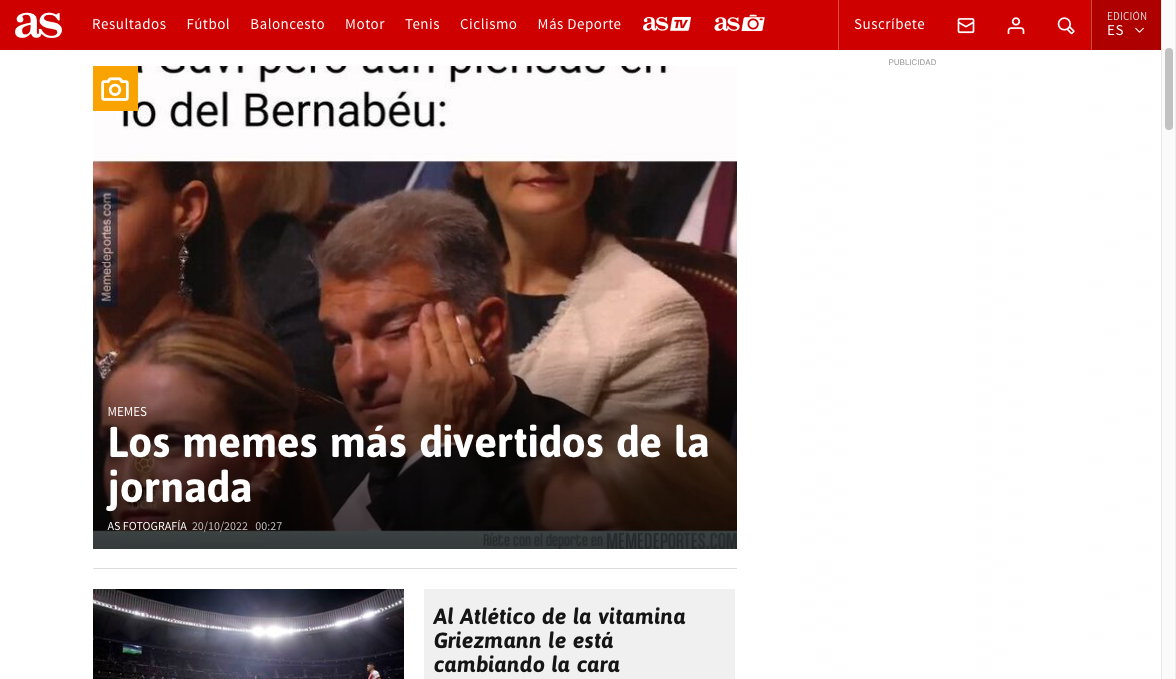 as Resultados Fútbol Baloncesto Motor Tenis Ciclismo Más Deporte as TV as Suscríbete EDICIÓN ES
PUBLICIDAD
Gavi pero aún piensas en
lo del Bernabéu:
Memedeportes.com
MEMES
Los memes más divertidos de la
jornada
AS FOTOGRAFÍA 20/10/2022 00:27
Ríete con el deporte en MEMEDEPORTES.COM
Al Atlético de la vitamina
Griezmann le está
cambiando la cara